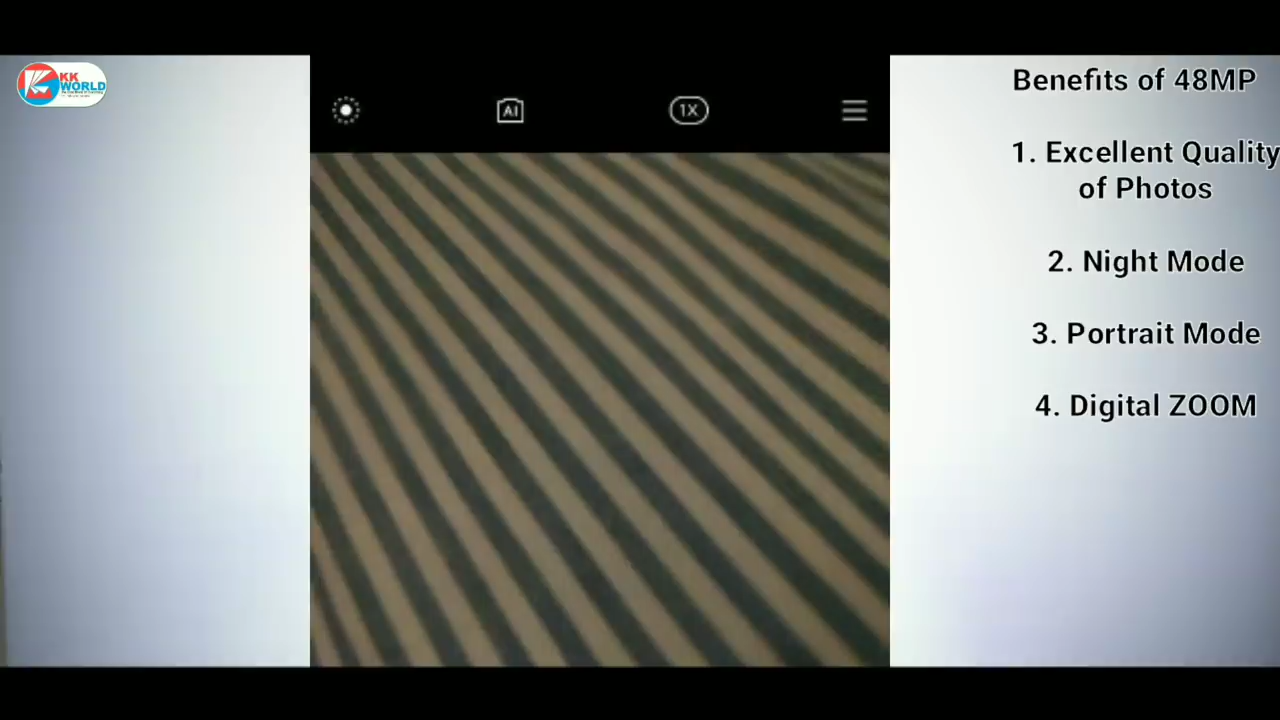 KK
WORLD
AI
1X
Benefits of 48MP
1. Excellent Quality
of Photos
2. Night Mode
3. Portrait Mode
4. Digital ZOOM